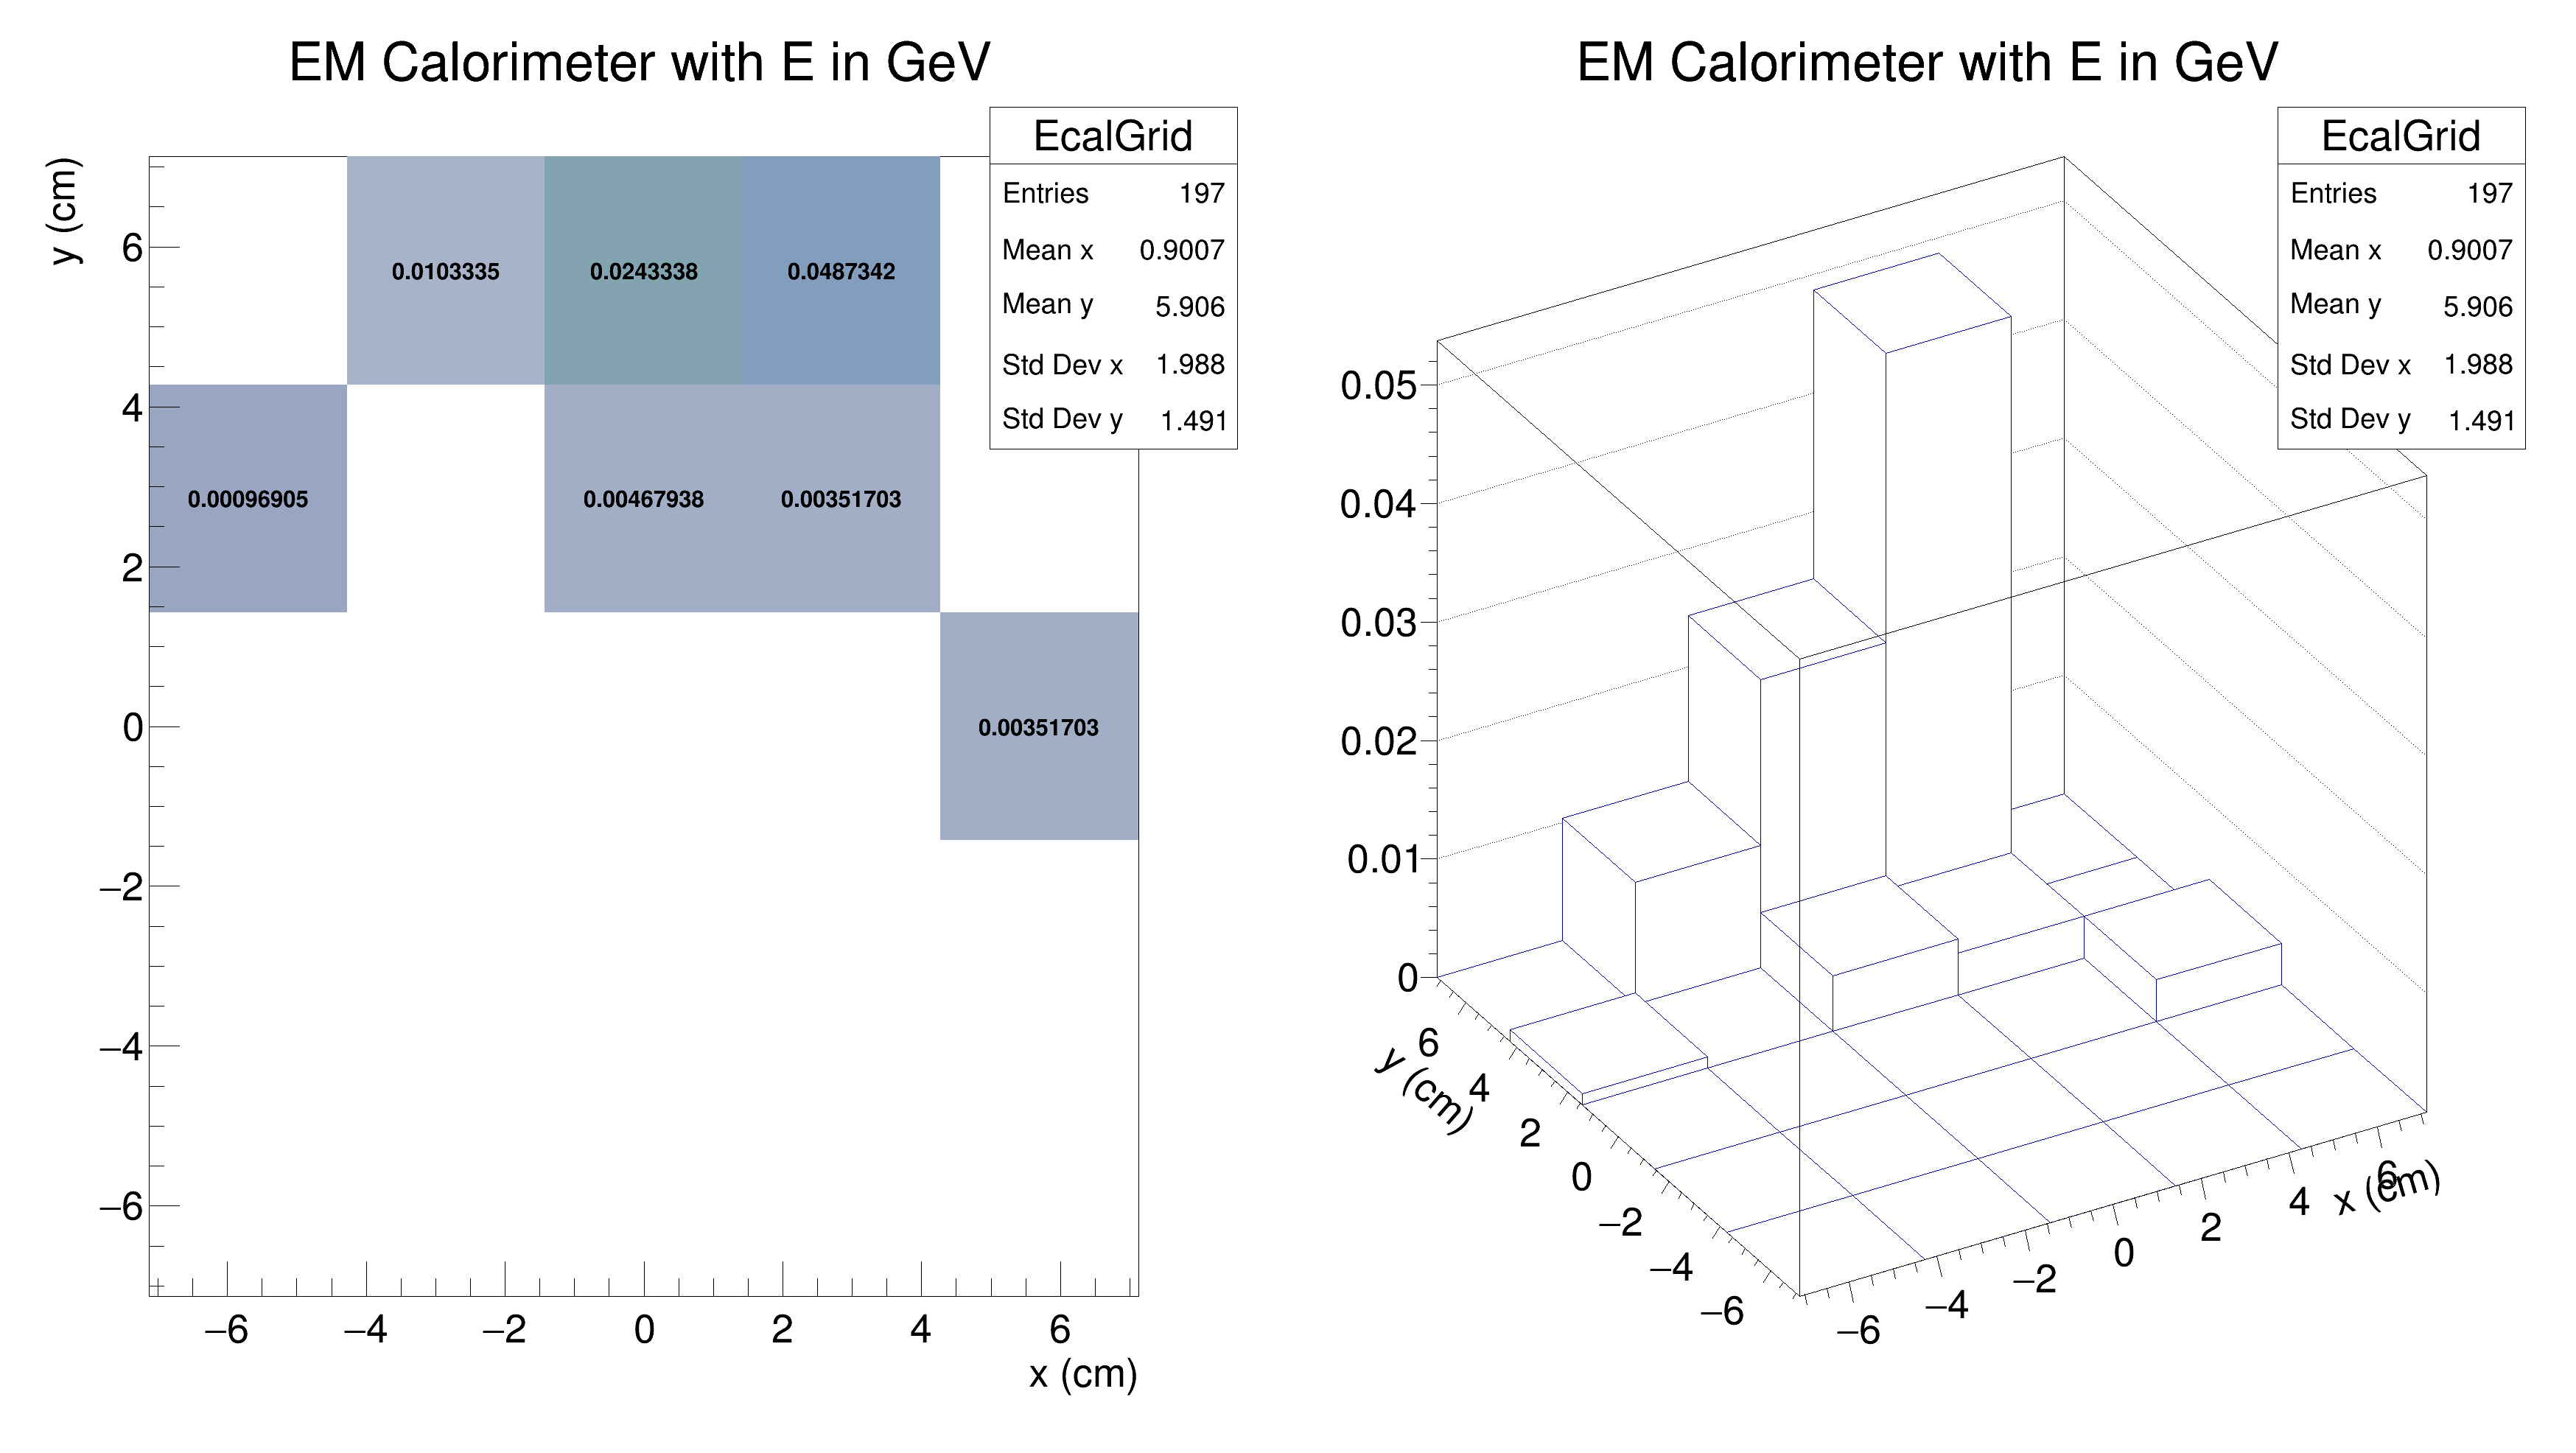 EM Calorimeter with E in GeV
EcalGrid
Entries 197
Mean x 0.9007
Mean y 5.906
Std Dev x 1.988
Std Dev y 1.491
y (cm)
6
4
2
0
−2
−4
−6
0.0103335 0.0243338 0.0487342
0.00096905 0.00467938 0.00351703
0.00351703
−6 −4 −2 0 2 4 6
x (cm)
EM Calorimeter with E in GeV
EcalGrid
Entries 197
Mean x 0.9007
Mean y 5.906
Std Dev x 1.988
Std Dev y 1.491
0.05
0.04
0.03
0.02
0.01
0
6
4
2
0
−2
−4
−6
y (cm)
−6 −4 −2 0 2 4 6
x (cm)